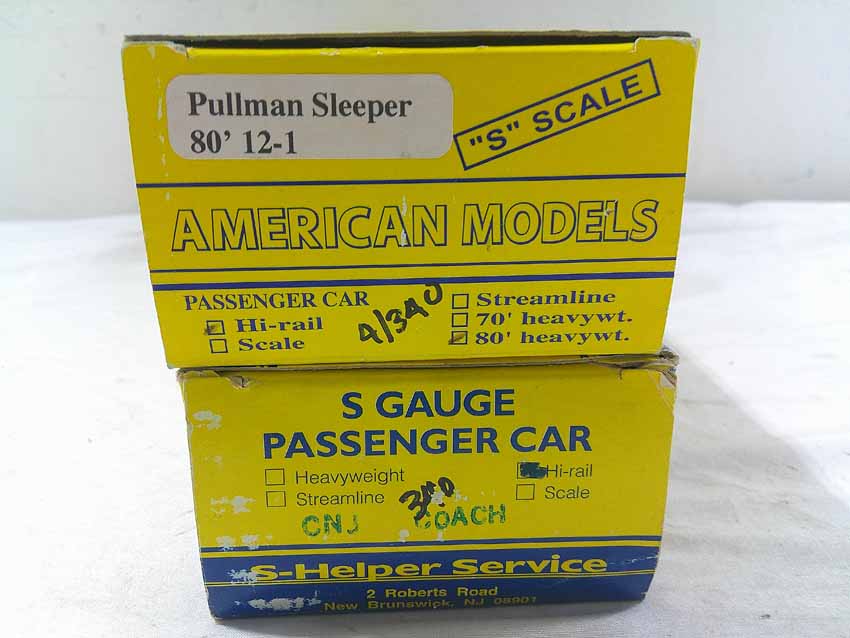 Pullman Sleeper
80' 12-1
"S" SCALE
AMERICAN MODELS
PASSENGER CAR
Hi-rail
Scale
4/340
Streamline
70' heavywt.
80' heavywt.
S GAUGE
PASSENGER CAR
Heavyweight
Streamline
Hi-rail
Scale
340
CNJ COACH
S-Helper Service
2 Roberts Road
New Brunswick, NJ 08901